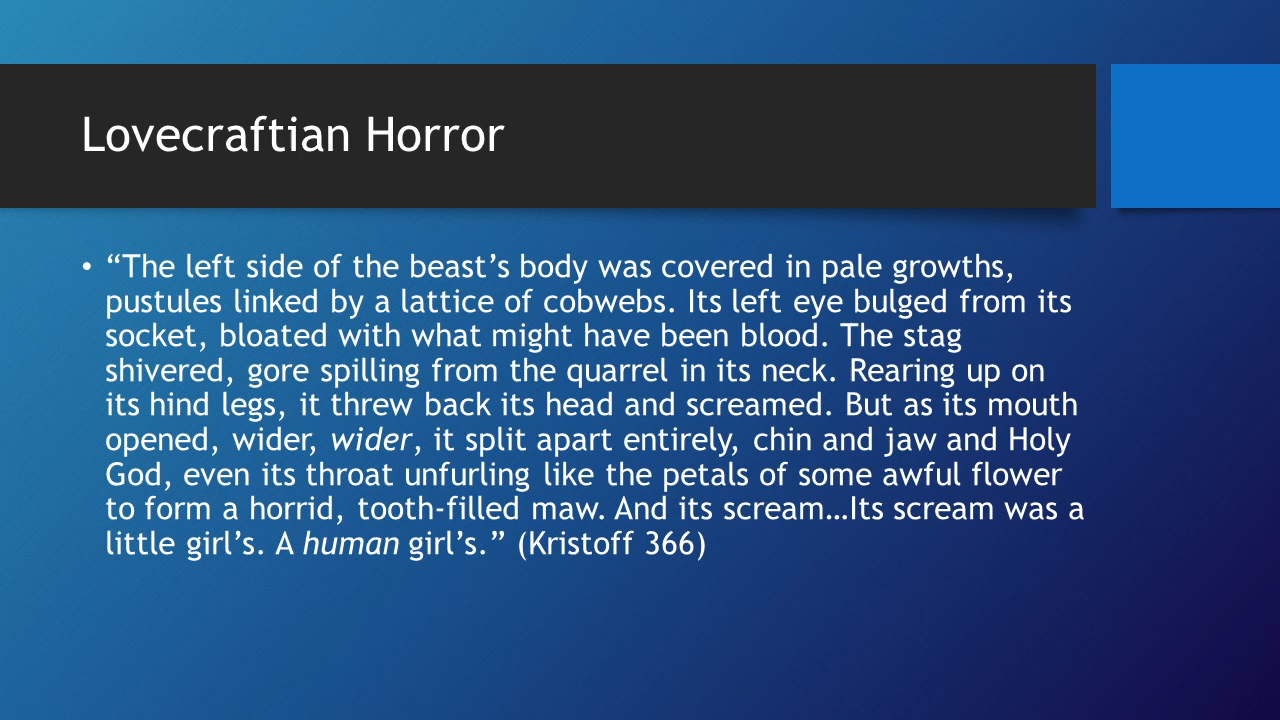 Lovecraftian Horror
• “The left side of the beast’s body was covered in pale growths,
pustules linked by a lattice of cobwebs. Its left eye bulged from its
socket, bloated with what might have been blood. The stag
shivered, gore spilling from the quarrel in its neck. Rearing up on
its hind legs, it threw back its head and screamed. But as its mouth
opened, wider, wider, it split apart entirely, chin and jaw and Holy
God, even its throat unfurling like the petals of some awful flower
to form a horrid, tooth-filled maw. And its scream…Its scream was a
little girl’s. A human girl’s.” (Kristoff 366)